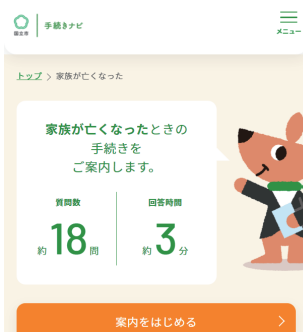 国立市
手続きナビ
メニュー
トップ > 家族が亡くなった
家族が亡くなったときの
手続きを
ご案内します。
質問数
約18問
回答時間
約3分
案内をはじめる